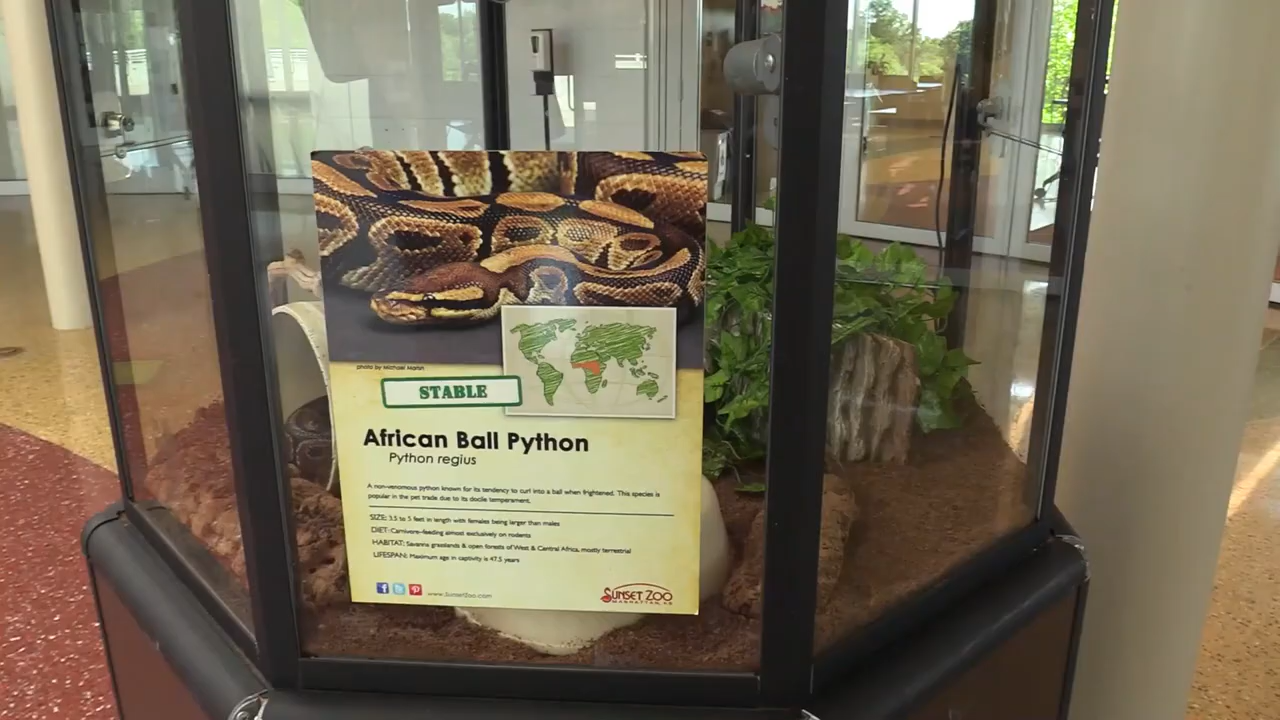 photo by Michael Marsh
STABLE
African Ball Python
Python regius
A non-venomous python known for its tendency to curl into a ball when frightened. This species is
popular in the pet trade due to its docile temperament.
SIZE: 3.5 to 5 feet in length with females being larger than males
DIET: Carnivore-feeding almost exclusively on rodents
HABITAT: Savanna grasslands & open forests of West & Central Africa, mostly terrestrial
LIFESPAN: Maximum age in captivity is 47.5 years
www.SunsetZoo.com
SUNSET ZOO
MANHATTAN, KS